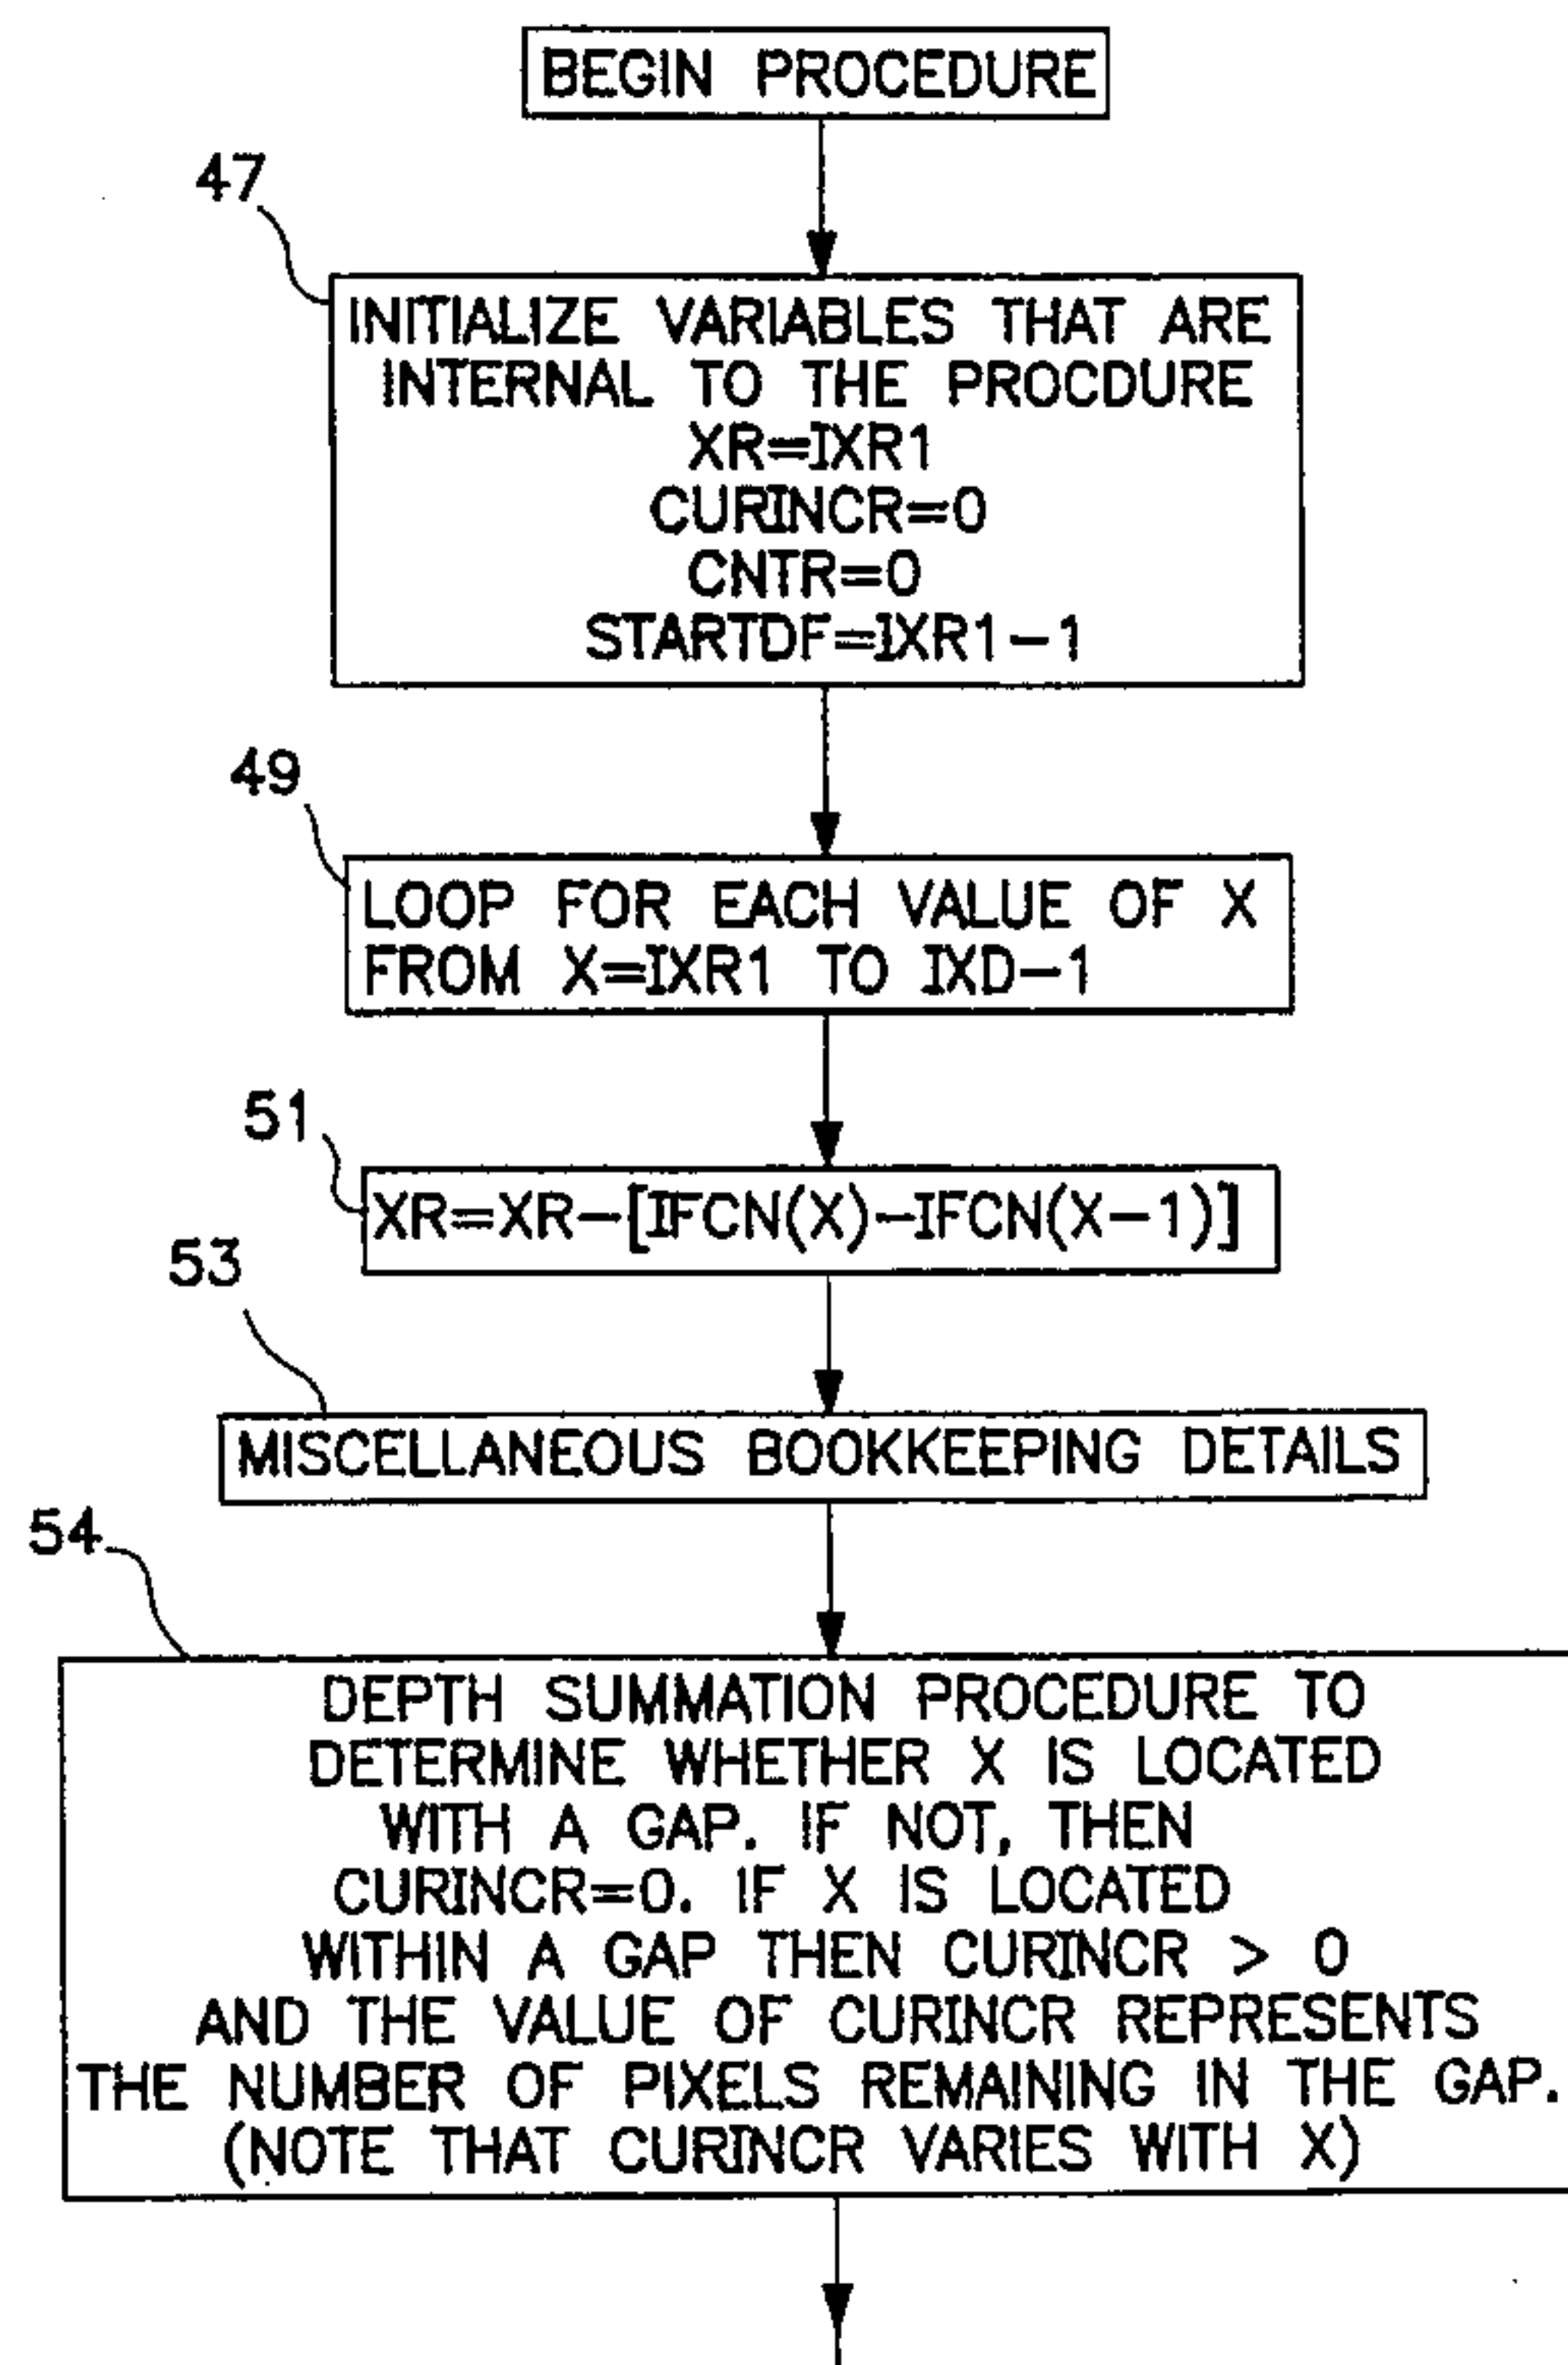 BEGIN PROCEDURE
47
INITIALIZE VARIABLES THAT ARE
INTERNAL TO THE PROCDURE
XR=IXR1
CURINCR=0
CNTR=0
STARTDF=IXR1-1
49
LOOP FOR EACH VALUE OF X
FROM X=IXR1 TO IXD-1
51
XR=XR-[IFCN(X)-IFCN(X-1)]
53
MISCELLANEOUS BOOKKEEPING DETAILS
54
DEPTH SUMMATION PROCEDURE TO
DETERMINE WHETHER X IS LOCATED
WITH A GAP. IF NOT, THEN
CURINCR=0. IF X IS LOCATED
WITHIN A GAP THEN CURINCR > 0
AND THE VALUE OF CURINCR REPRESENTS
THE NUMBER OF PIXELS REMAINING IN THE GAP.
(NOTE THAT CURINCR VARIES WITH X)